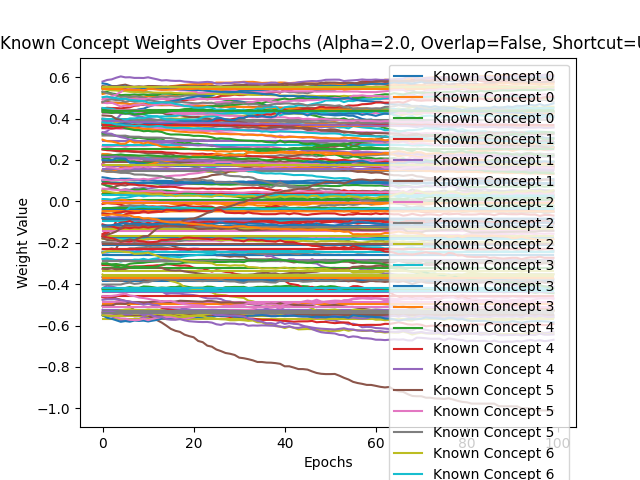 Known Concept Weights Over Epochs (Alpha=2.0, Overlap=False, Shortcut=
0.6
0.4
0.2
0.0
−0.2
−0.4
−0.6
−0.8
−1.0
Weight Value
0
20
40
60
80
100
Epochs
Known Concept 0
Known Concept 0
Known Concept 0
Known Concept 1
Known Concept 1
Known Concept 1
Known Concept 2
Known Concept 2
Known Concept 2
Known Concept 3
Known Concept 3
Known Concept 3
Known Concept 4
Known Concept 4
Known Concept 4
Known Concept 5
Known Concept 5
Known Concept 5
Known Concept 6
Known Concept 6